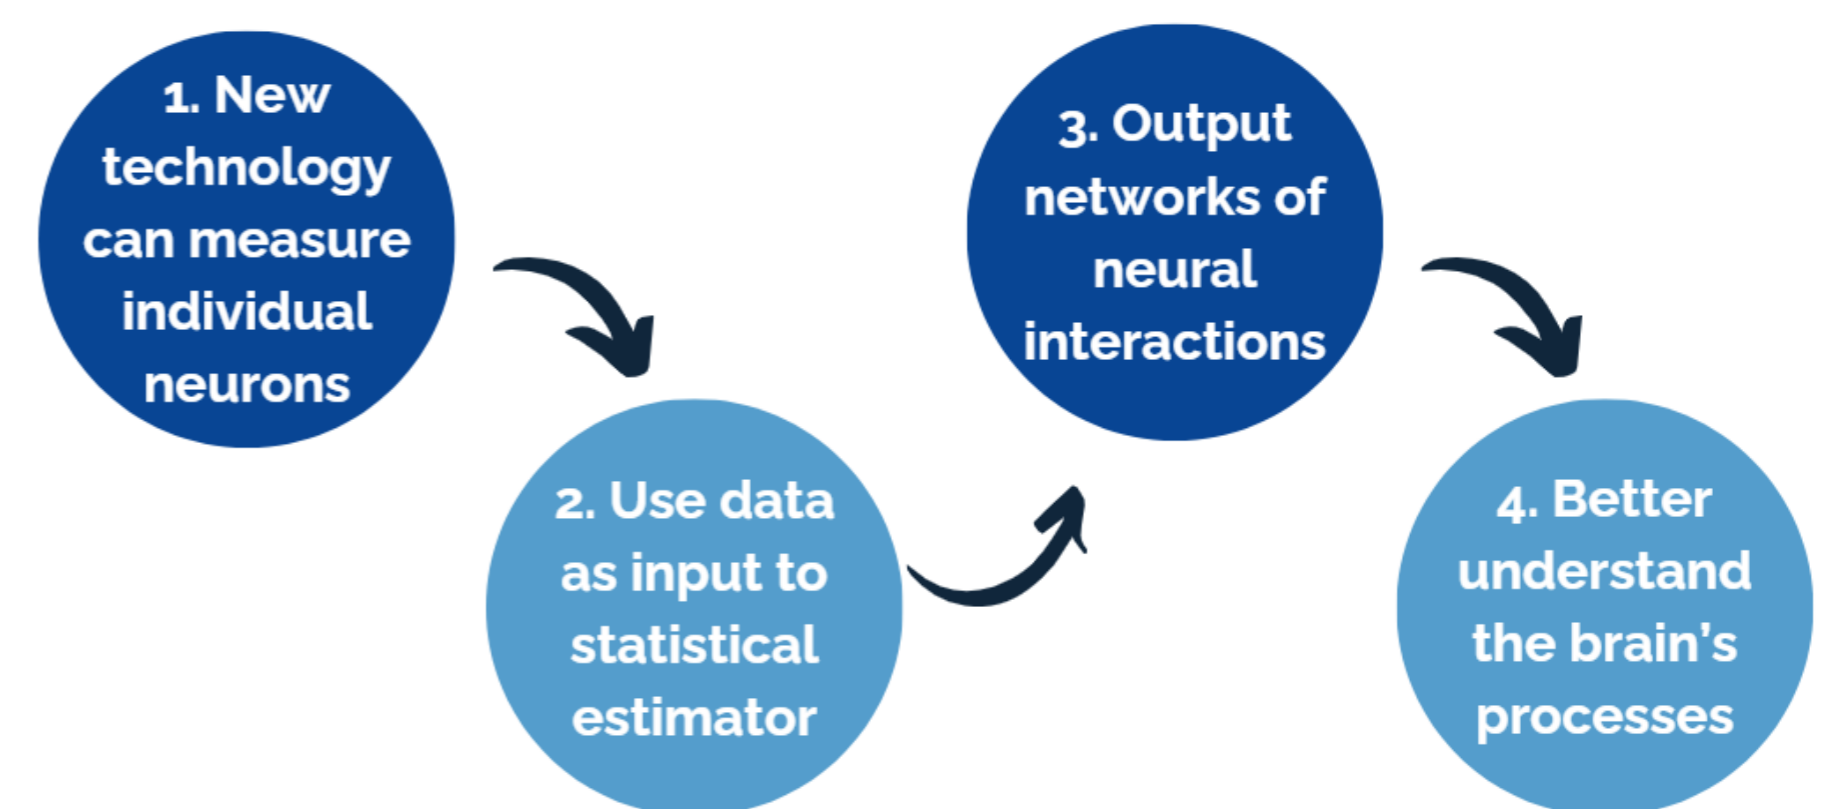 1. New
technology
can measure
individual
neurons
2. Use data
as input to
statistical
estimator
3. Output
networks of
neural
interactions
4. Better
understand
the brain's
processes